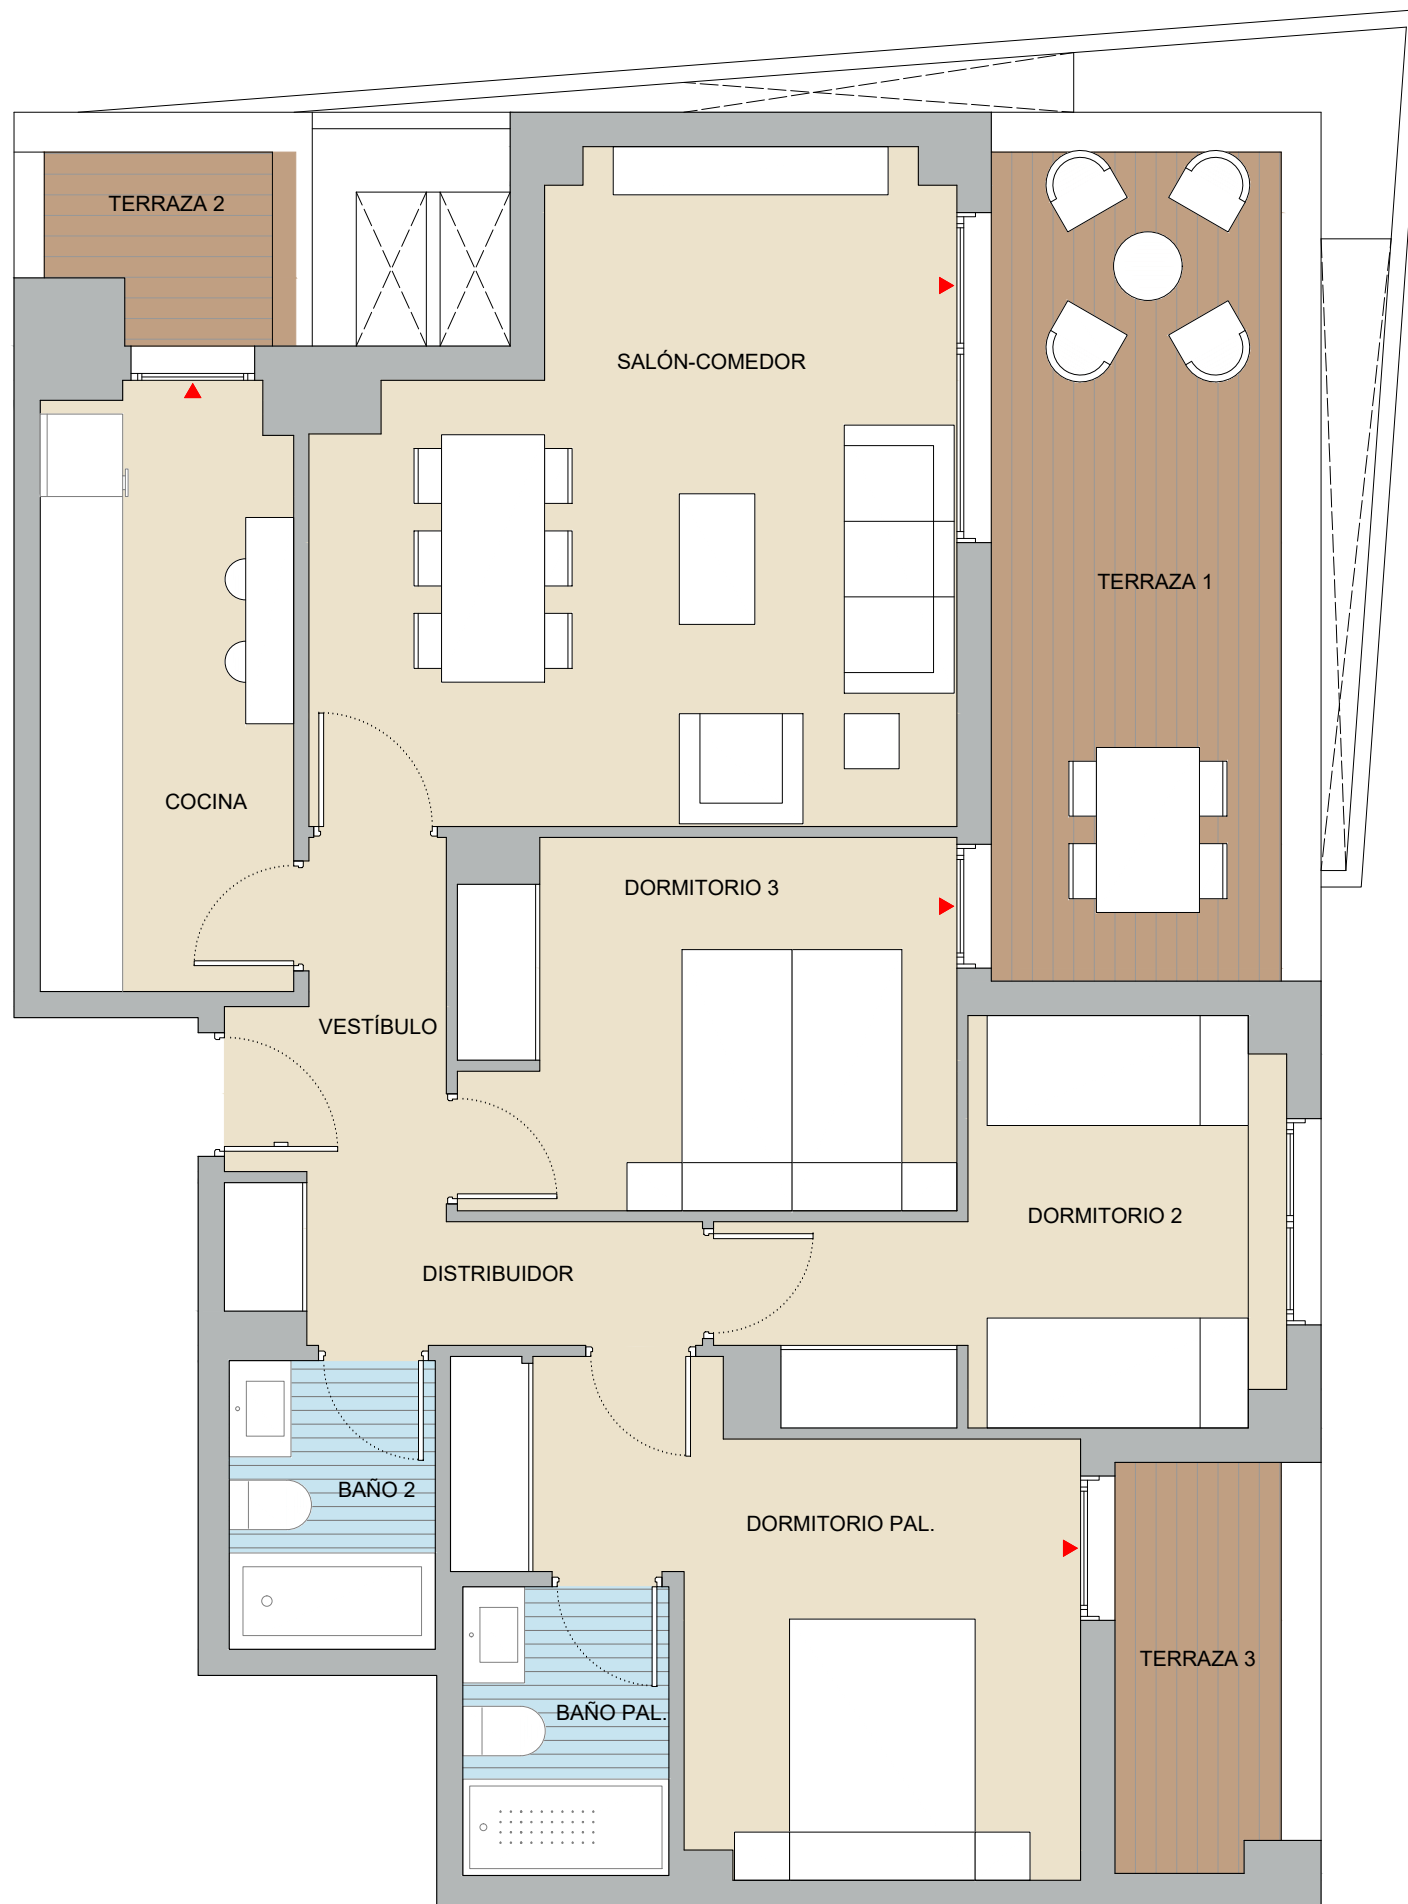 TERRAZA 2
SALÓN-COMEDOR
TERRAZA 1
COCINA
DORMITORIO 3
VESTÍBULO
DORMITORIO 2
DISTRIBUIDOR
BAÑO 2
DORMITORIO PAL.
TERRAZA 3
BAÑO PAL.